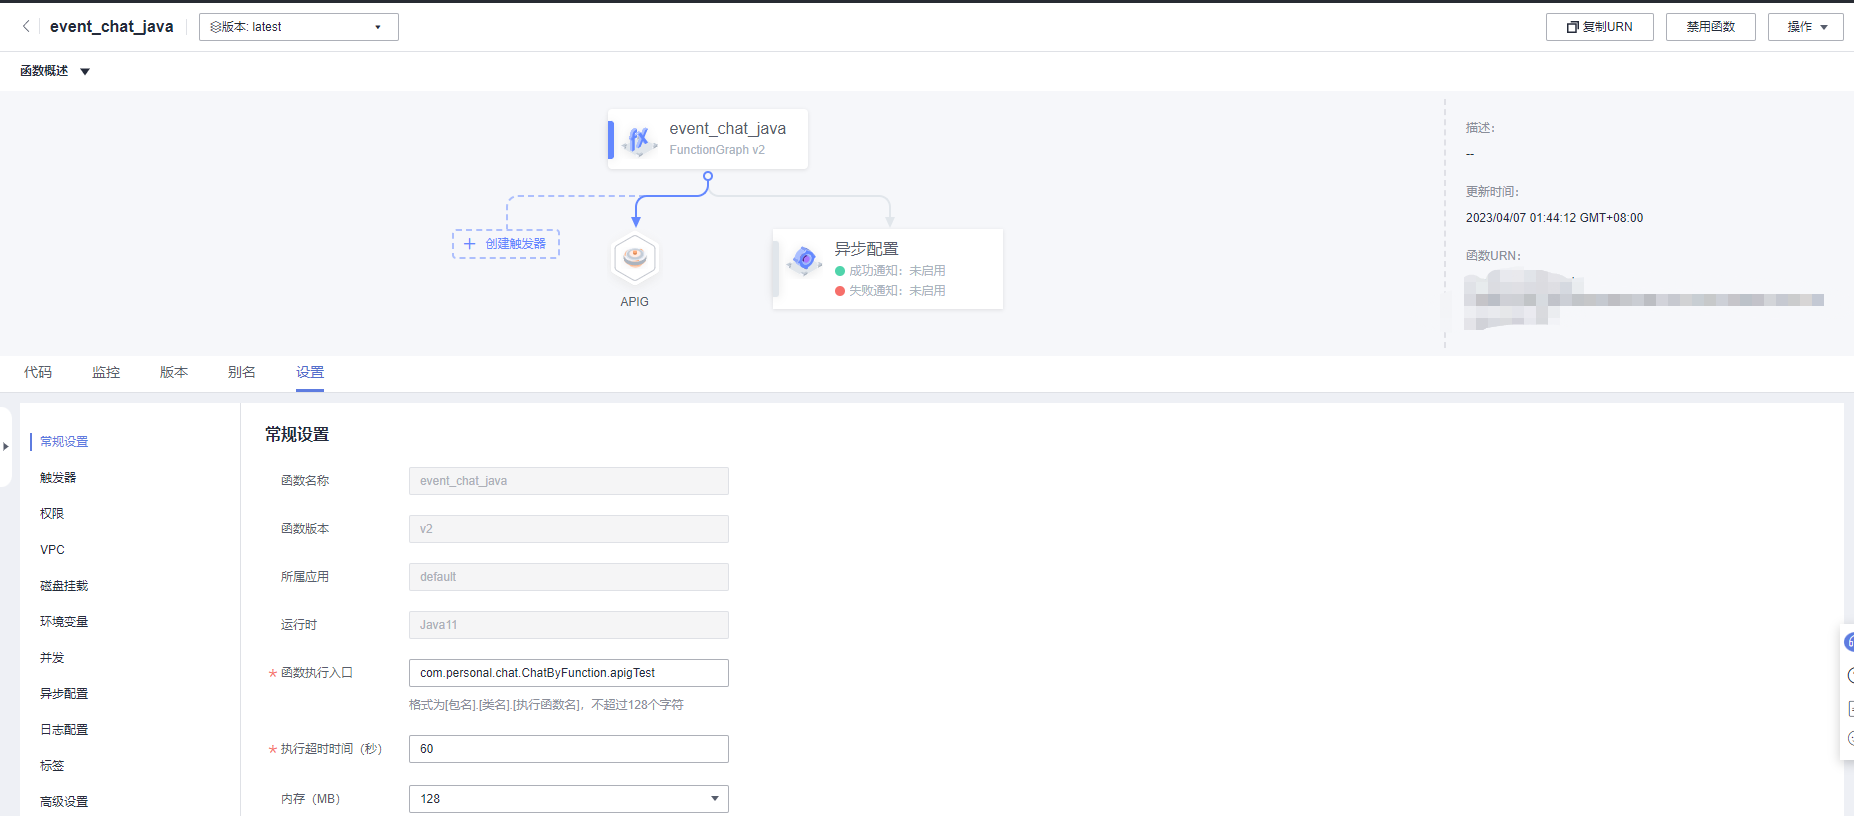 event_chat_java
版本: latest
复制URN
禁用函数
操作
函数概述
event_chat_java
FunctionGraph v2
创建触发器
APIG
异步配置
成功通知：未启用
失败通知：未启用
描述：
--
更新时间：
2023/04/07 01:44:12 GMT+08:00
函数URN：
代码
监控
版本
别名
设置
常规设置
触发器
权限
VPC
磁盘挂载
环境变量
并发
异步配置
日志配置
标签
高级设置
常规设置
函数名称
event_chat_java
函数版本
v2
所属应用
default
运行时
Java11
* 函数执行入口
com.personal.chat.ChatByFunction.apigTest
格式为[包名].[类名].[执行函数名]，不超过128个字符
* 执行超时时间（秒）
60
内存（MB）
128